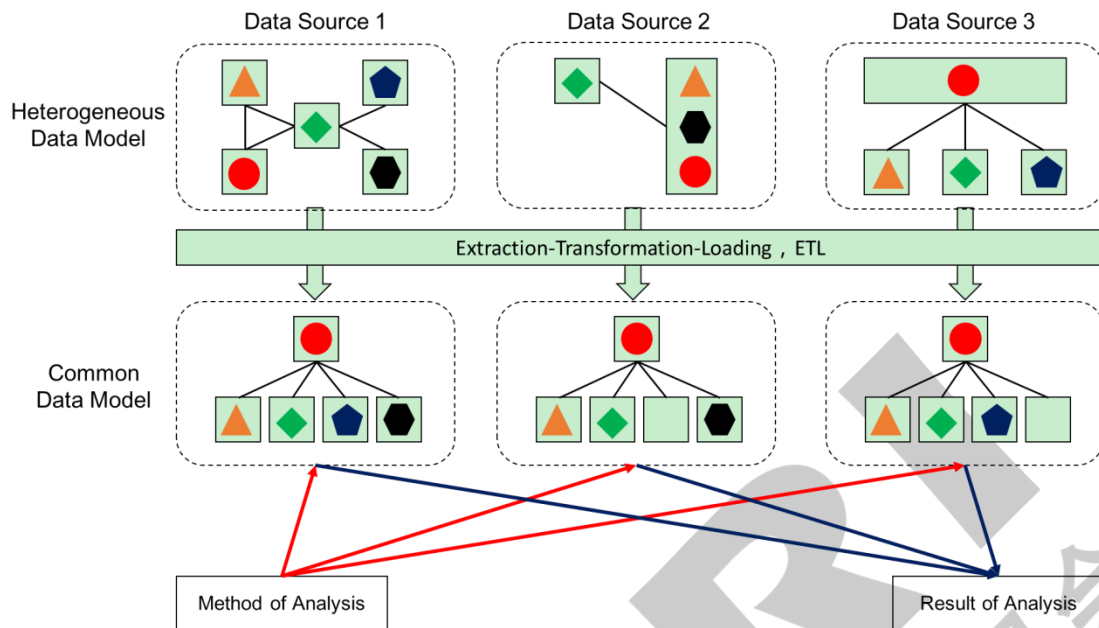 Data Source 1
Data Source 2
Data Source 3
Heterogeneous
Data Model
Extraction-Transformation-Loading , ETL
Common
Data Model
Method of Analysis
Result of Analysis